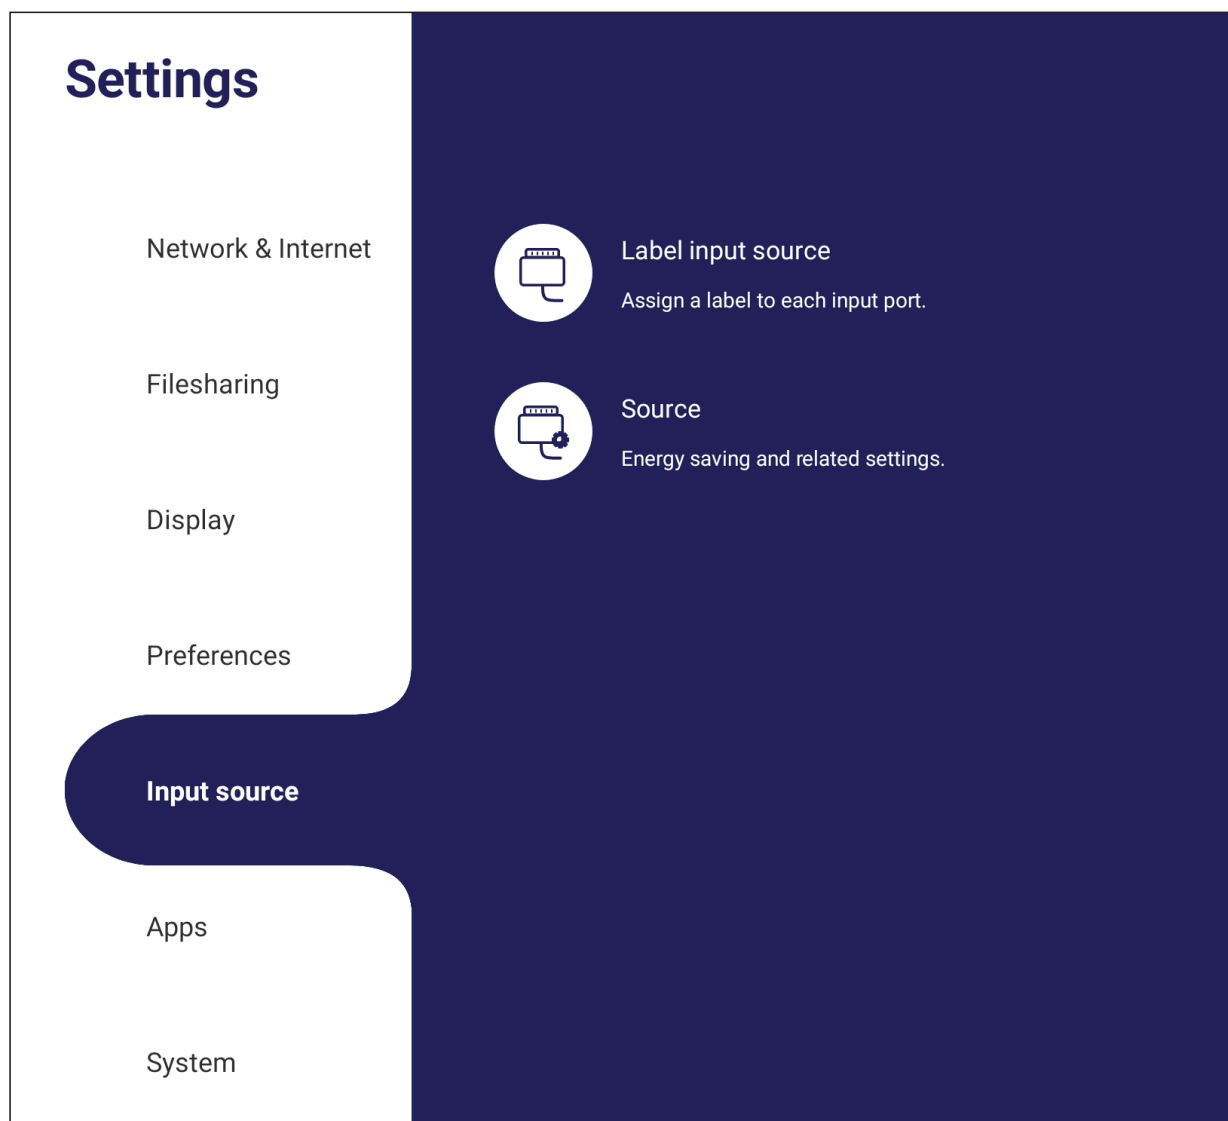 Settings
Network & Internet
Filesharing
Display
Preferences
Input source
Apps
System
Label input source
Assign a label to each input port.
Source
Energy saving and related settings.